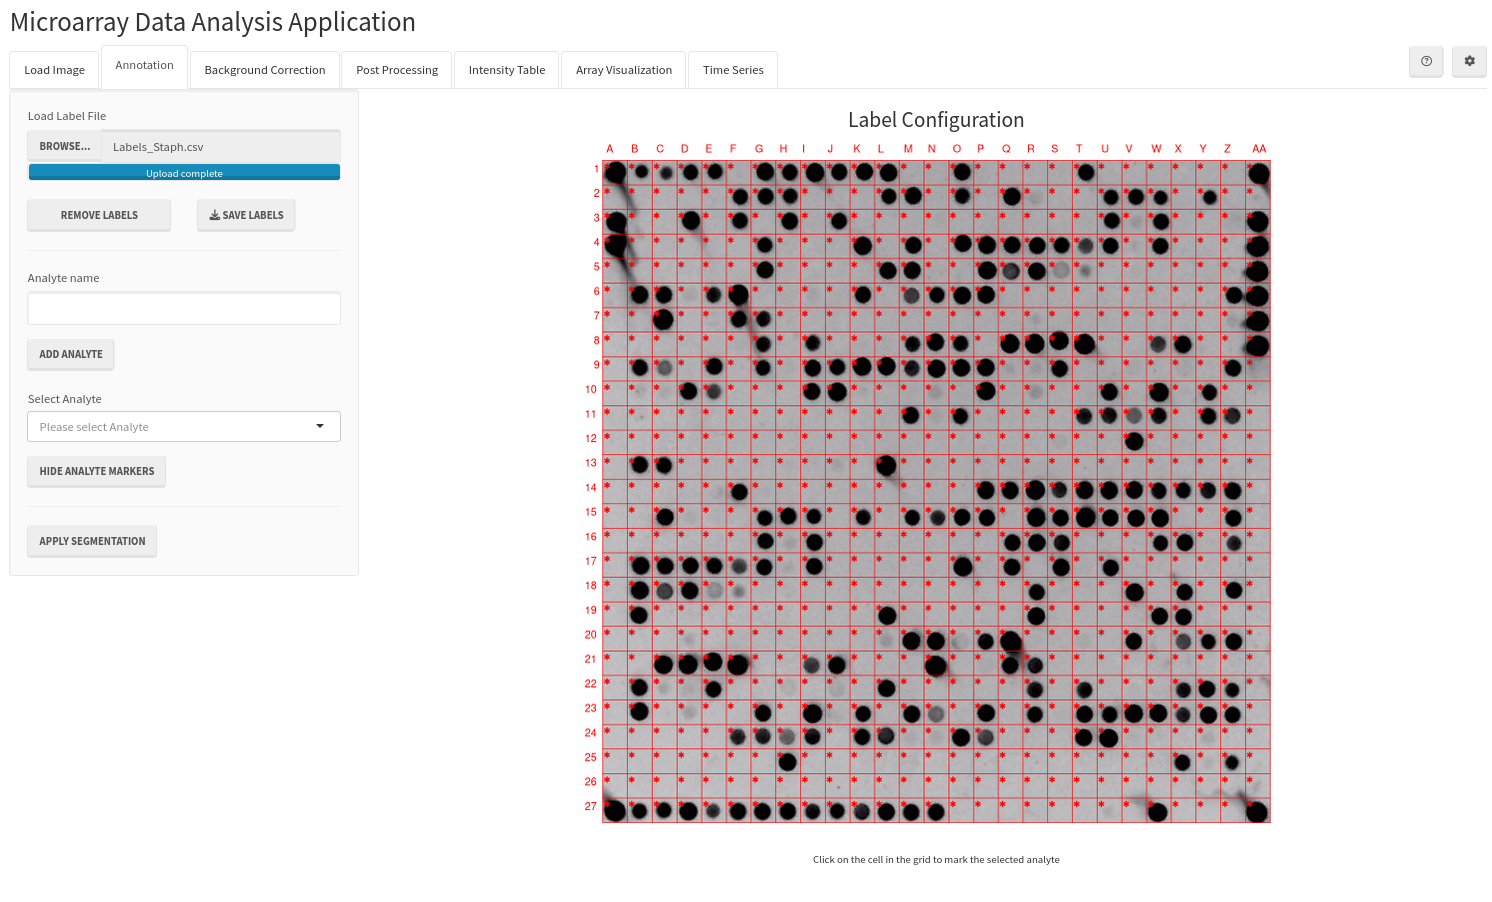 Microarray Data Analysis Application
Load Image
Annotation
Background Correction
Post Processing
Intensity Table
Array Visualization
Time Series
Load Label File
BROWSE...
Labels_Staph.csv
Upload complete
REMOVE LABELS
SAVE LABELS
Analyte name
ADD ANALYTE
Select Analyte
Please select Analyte
HIDE ANALYTE MARKERS
APPLY SEGMENTATION
Label Configuration
A B C D E F G H I J K L M N O P Q R S T U V W X Y Z AA
1
2
3
4
5
6
7
8
9
10
11
12
13
14
15
16
17
18
19
20
21
22
23
24
25
26
27
Click on the cell in the grid to mark the selected analyte